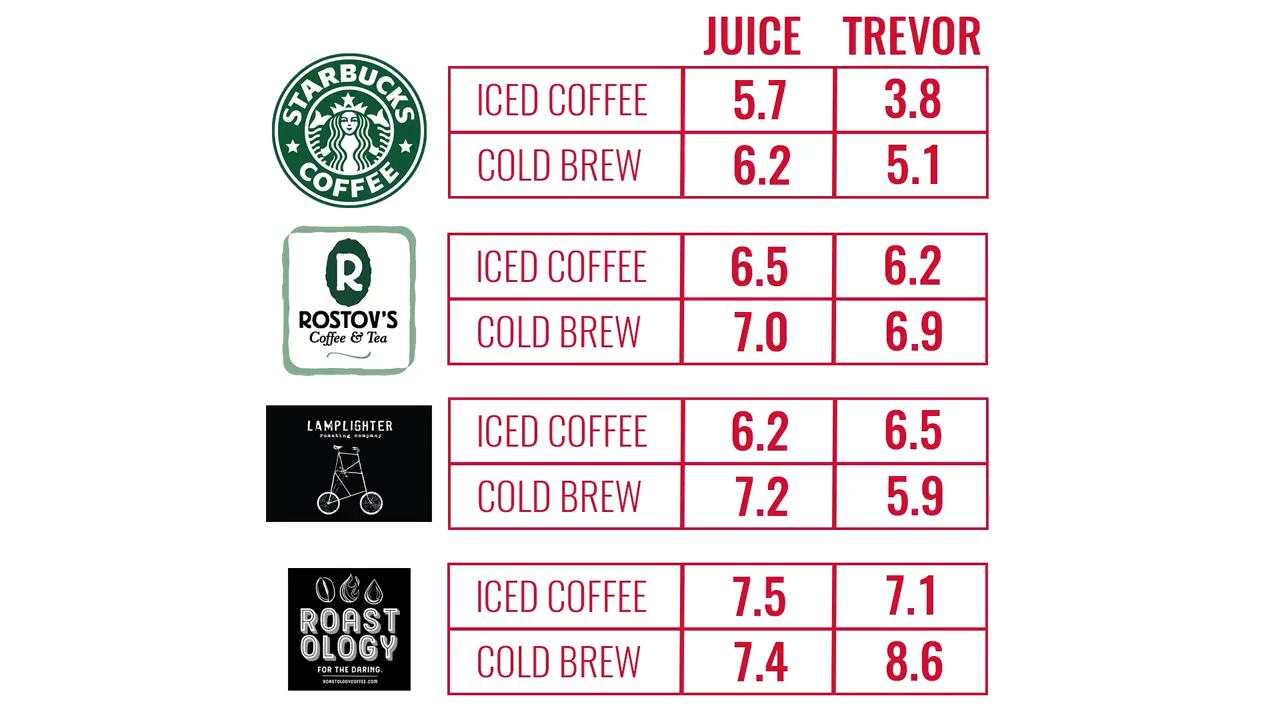 JUICE TREVOR
STARBUCKS
COFFEE
ICED COFFEE 5.7 3.8
COLD BREW 6.2 5.1
R
ROSTOV'S
Coffee & Tea
ICED COFFEE 6.5 6.2
COLD BREW 7.0 6.9
LAMPLIGHTER
roasting company
ICED COFFEE 6.2 6.5
COLD BREW 7.2 5.9
ROAST
OLOGY
FOR THE DARING.
ROASTOLOGYCOFFEE.COM
ICED COFFEE 7.5 7.1
COLD BREW 7.4 8.6